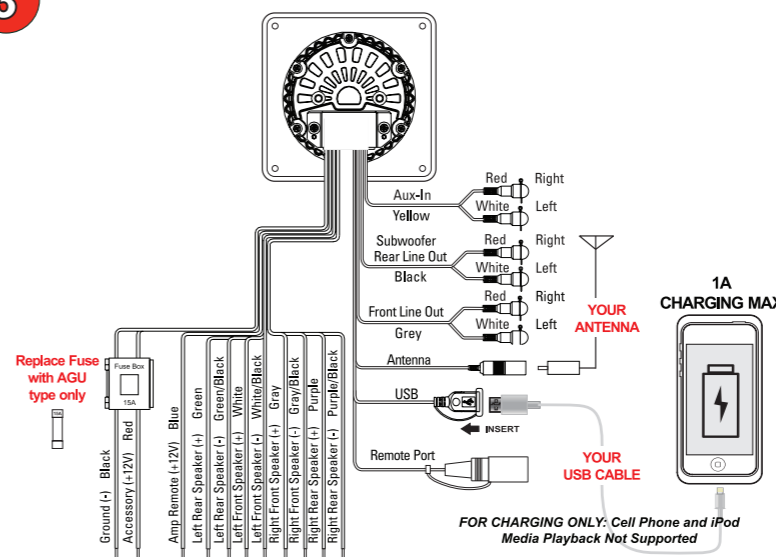 5
Red Right
Aux-In
White Left
Yellow
Subwoofer
Red Right
Rear Line Out
White Left
Black
Red Right
Front Line Out
White Left
Grey
YOUR
ANTENNA
1A
CHARGING MAX
Antenna
USB
INSERT
Remote Port
YOUR
USB CABLE
FOR CHARGING ONLY: Cell Phone and iPod
Media Playback Not Supported
Replace Fuse
with AGU
type only
Fuse Box
15A
Ground (-) Black
Accessory (+12V) Red
Amp Remote (+12V) Blue
Left Rear Speaker (+) Green
Left Rear Speaker (-) Green/Black
Left Front Speaker (+) White
Left Front Speaker (-) White/Black
Right Front Speaker (+) Gray
Right Front Speaker (-) Gray/Black
Right Rear Speaker (+) Purple
Right Rear Speaker (-) Purple/Black